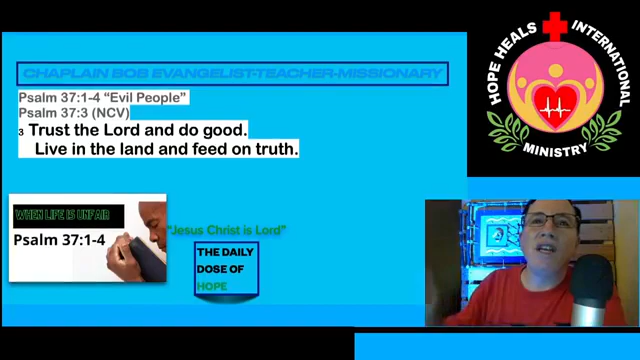 CHAPLAIN BOB EVANGELIST-TEACHER-MISSIONARY
Psalm 37:1-4 “Evil People”
Psalm 37:3 (NCV)
3 Trust the Lord and do good.
Live in the land and feed on truth.
WHEN LIFE IS UNFAIR
Psalm 37:1-4
“Jesus Christ is Lord”
THE DAILY
DOSE OF
HOPE
HOPE HEALS INTERNATIONAL
MINISTRY